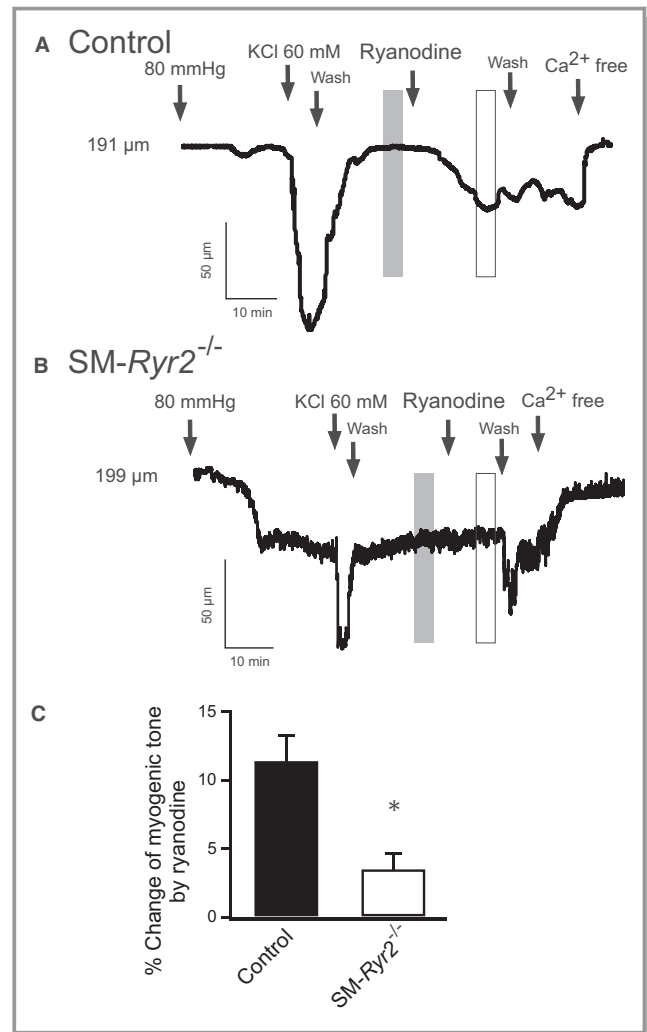 A Control
80 mmHg KCl 60 mM Wash Ryanodine Wash Ca2+ free
191 µm
50 µm
10 min
B SM-Ryr2-/-
80 mmHg KCl 60 mM Wash Ryanodine Wash Ca2+ free
199 µm
50 µm
10 min
C
% Change of myogenic tone
by ryanodine
15
10
5
0
*
Control
SM-Ryr2-/-